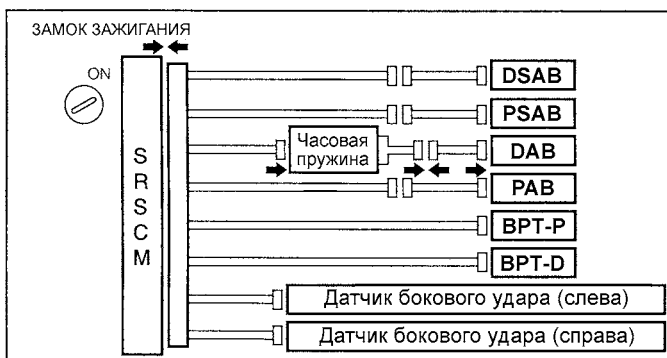 ЗАМОК ЗАЖИГАНИЯ
ON
SRSCM
DSAB
PSAB
Часовая
пружина
DAB
PAB
BPT-P
BPT-D
Датчик бокового удара (слева)
Датчик бокового удара (справа)